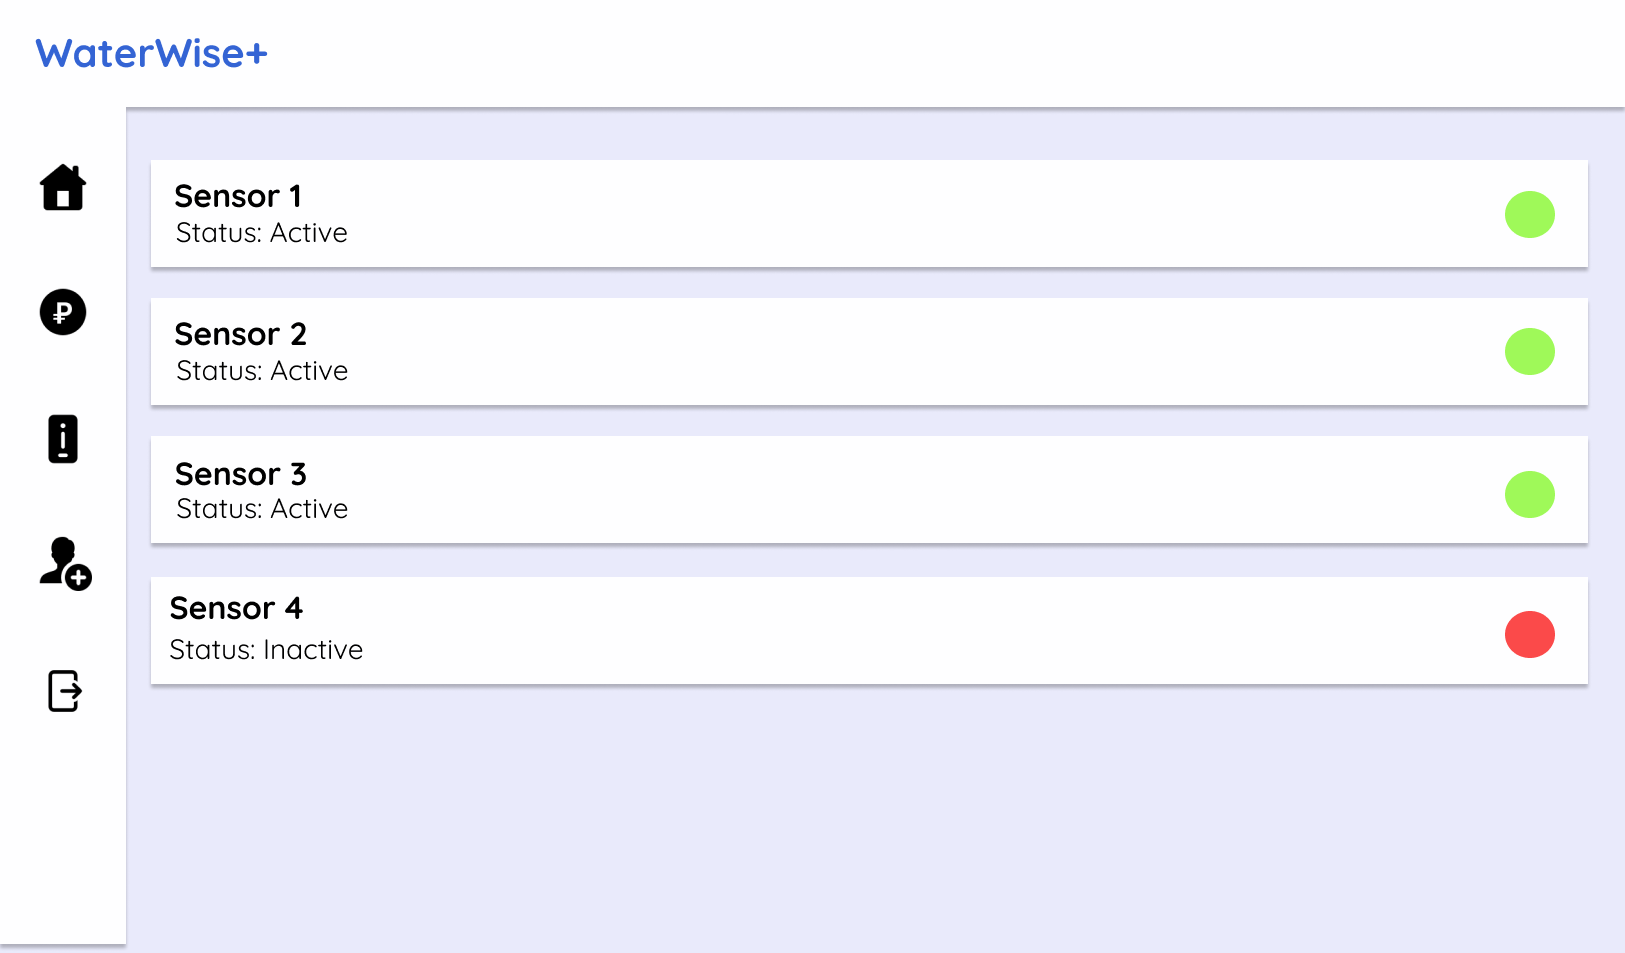 WaterWise+
Sensor 1
Status: Active
₽
Sensor 2
Status: Active
Sensor 3
Status: Active
Sensor 4
Status: Inactive